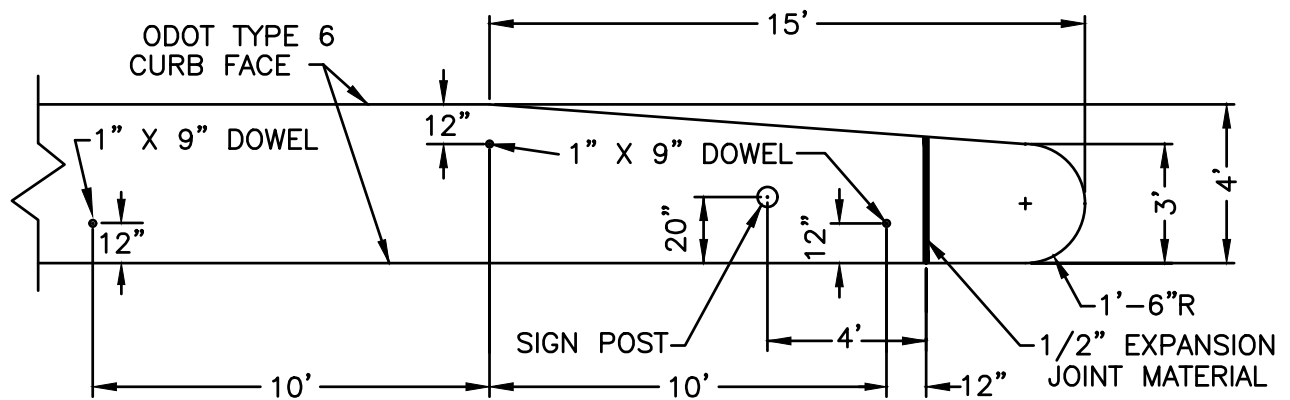 15'
ODOT TYPE 6
CURB FACE
12"
1" X 9" DOWEL
1" X 9" DOWEL
12"
20"
12"
3'
4'
1'-6"R
SIGN POST
4'
1/2" EXPANSION
JOINT MATERIAL
10'
10'
12"